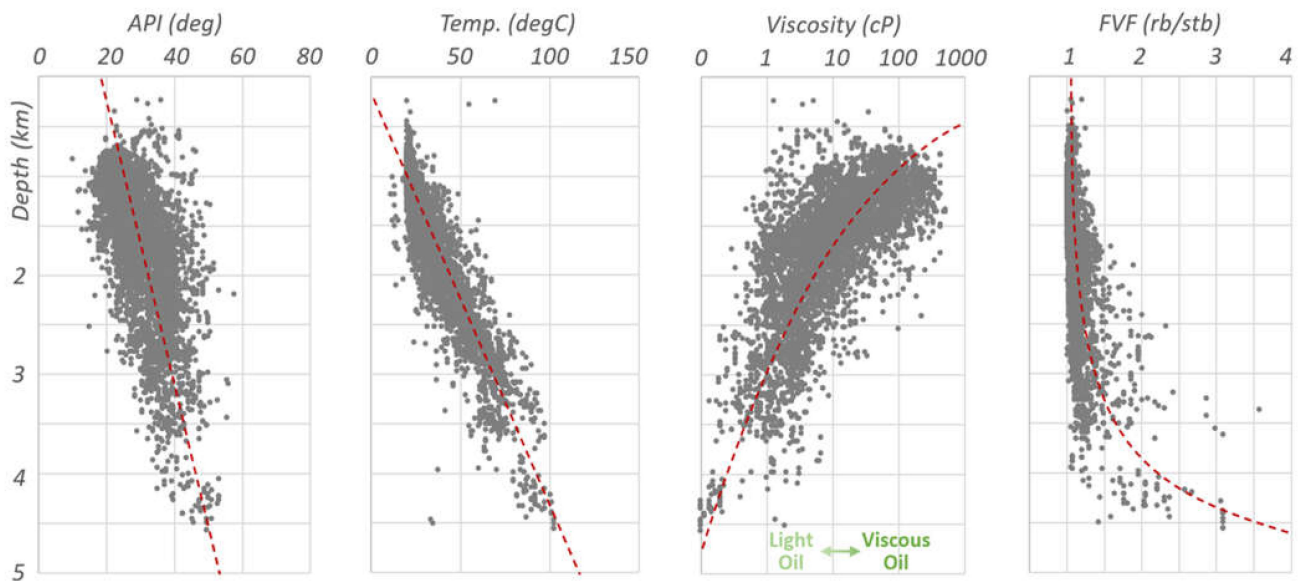 API (deg)
Temp. (degC)
Viscosity (cP)
FVF (rb/stb)
0 20 40 60 80
0 50 100 150
0 1 10 100 1000
1 2 3 4
Depth (km)
1
2
3
4
5
Light Oil
Viscous Oil